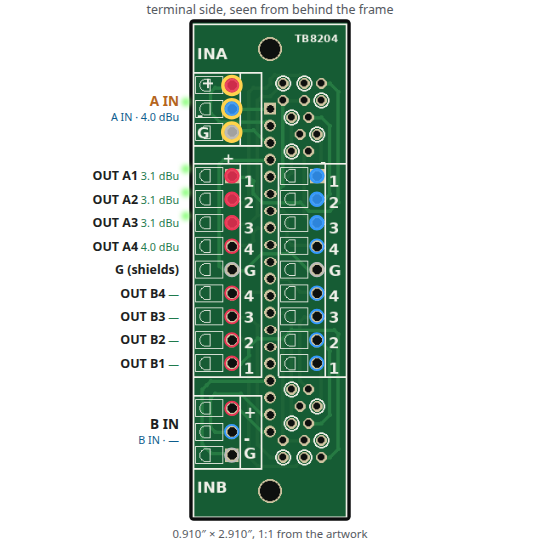 terminal side, seen from behind the frame
TB8204
INA
+
A IN
A IN · 4.0 dBu
-
G
+
-
OUT A1 3.1 dBu 1 1
OUT A2 3.1 dBu 2 2
OUT A3 3.1 dBu 3 3
OUT A4 4.0 dBu 4 4
G (shields) G G
OUT B4 — 4 4
OUT B3 — 3 3
OUT B2 — 2 2
OUT B1 — 1 1
+
B IN
B IN · —
-
G
INB
0.910″ × 2.910″, 1:1 from the artwork